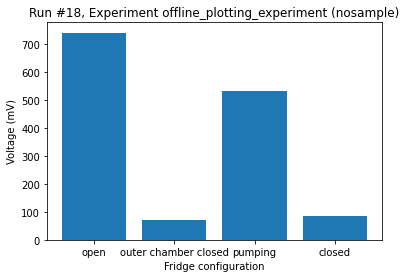 Run #18, Experiment offline_plotting_experiment (nosample)
Voltage (mV)
700
600
500
400
300
200
100
0
open
outer chamber closed
pumping
closed
Fridge configuration